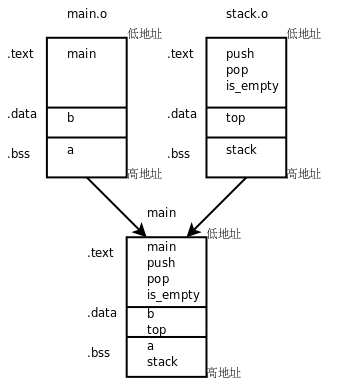 main.o
低地址
.text
main
.data
b
.bss
a
高地址
stack.o
低地址
.text
push
pop
is_empty
.data
top
.bss
stack
高地址
main
低地址
.text
main
push
pop
is_empty
.data
b
top
.bss
a
stack
高地址